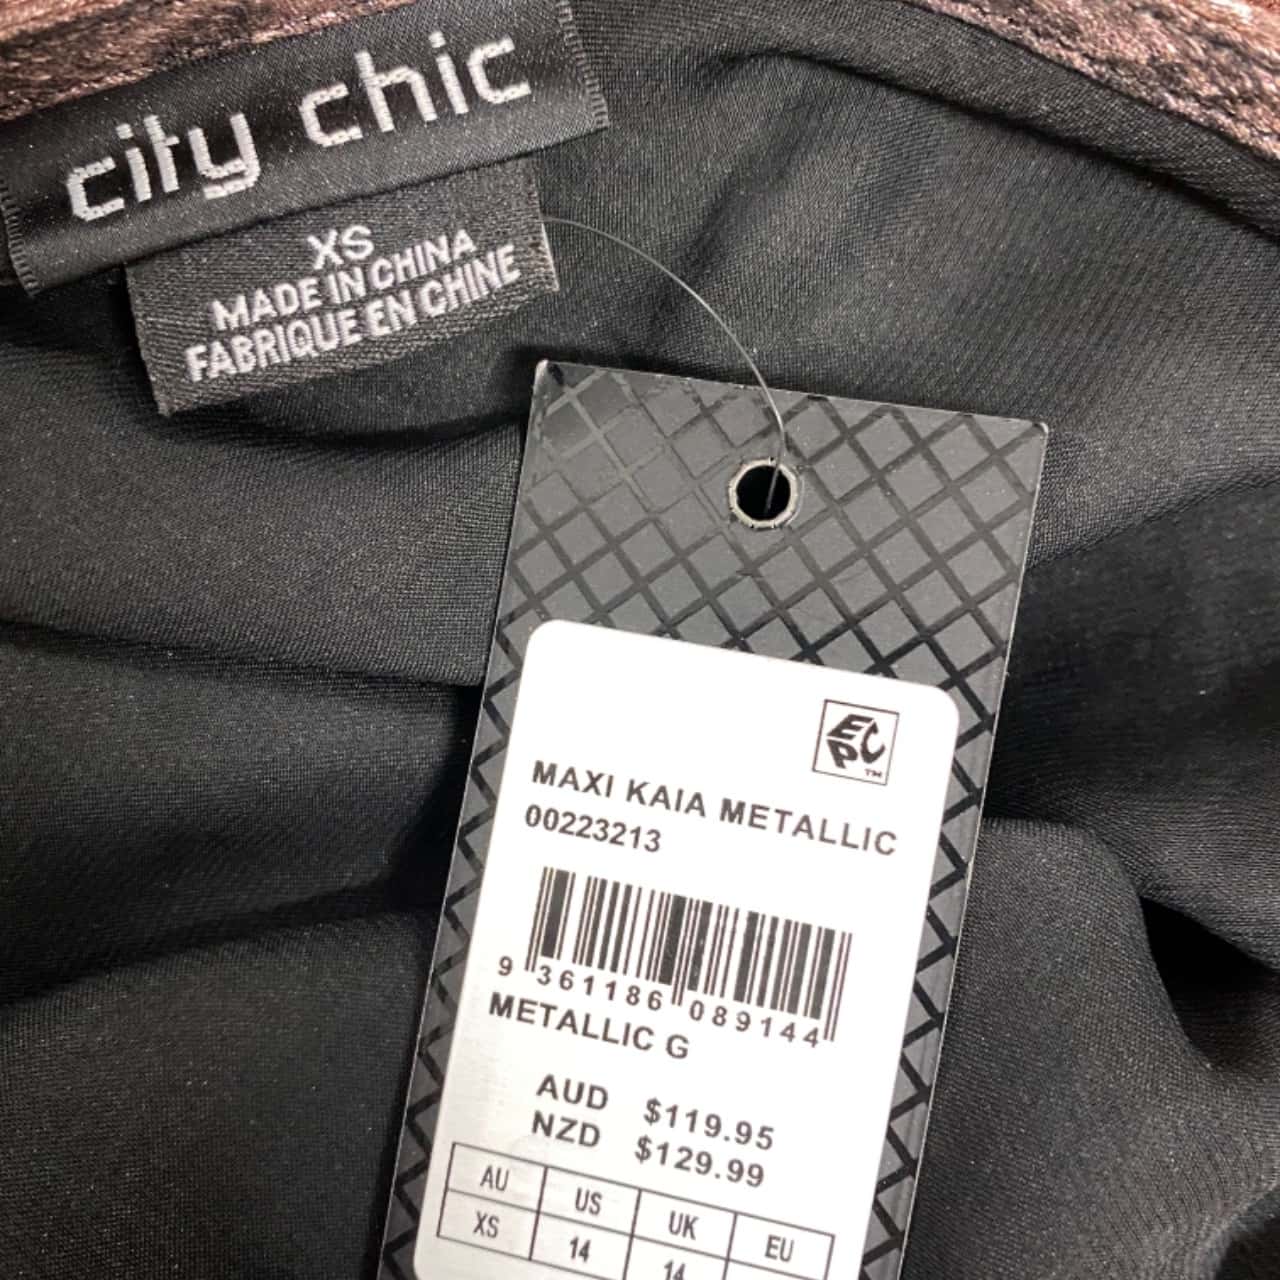 city chic
XS
MADE IN CHINA
FABRIQUE EN CHINE
EPC™
MAXI KAIA METALLIC
00223213
9 361186 089144
METALLIC G
AUD $119.95
NZD $129.99
AU US UK EU
XS 14 14